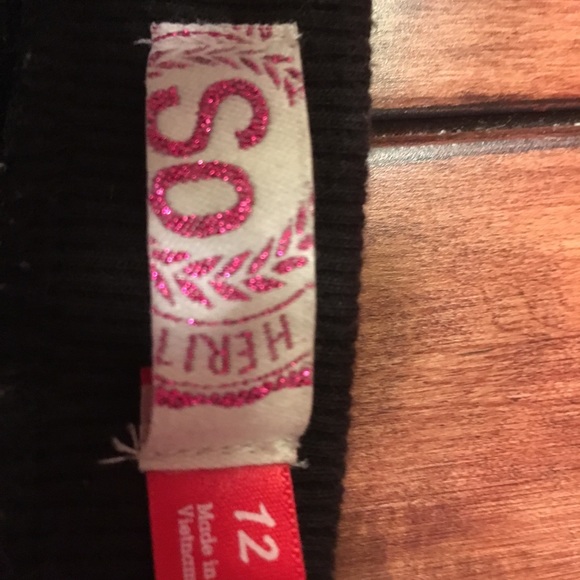 SO
HERIT
12
Made in
Vietnam